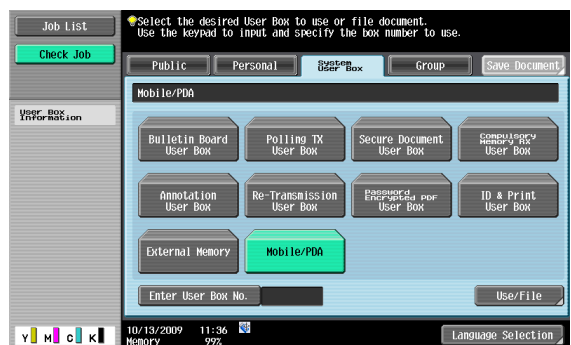 Job List
Check Job
User Box
Information
Select the desired User Box to use or file document.
Use the keypad to input and specify the box number to use.
Public
Personal
System
User Box
Group
Save Document
Mobile/PDA
Bulletin Board
User Box
Polling TX
User Box
Secure Document
User Box
Compulsory
Memory RX
User Box
Annotation
User Box
Re-Transmission
User Box
Password
Encrypted PDF
User Box
ID & Print
User Box
External Memory
Mobile/PDA
Enter User Box No.
Use/File
Y M C K
10/13/2009 11:36
Memory 99%
Language Selection